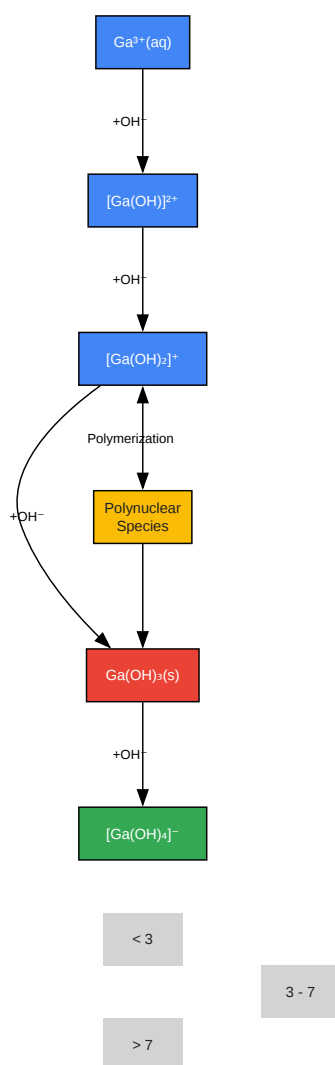 Ga³⁺(aq)
+OH⁻
[Ga(OH)]²⁺
+OH⁻
[Ga(OH)₂]⁺
Polymerization
Polynuclear
Species
+OH⁻
Ga(OH)₃(s)
+OH⁻
[Ga(OH)₄]⁻
< 3
3 - 7
> 7